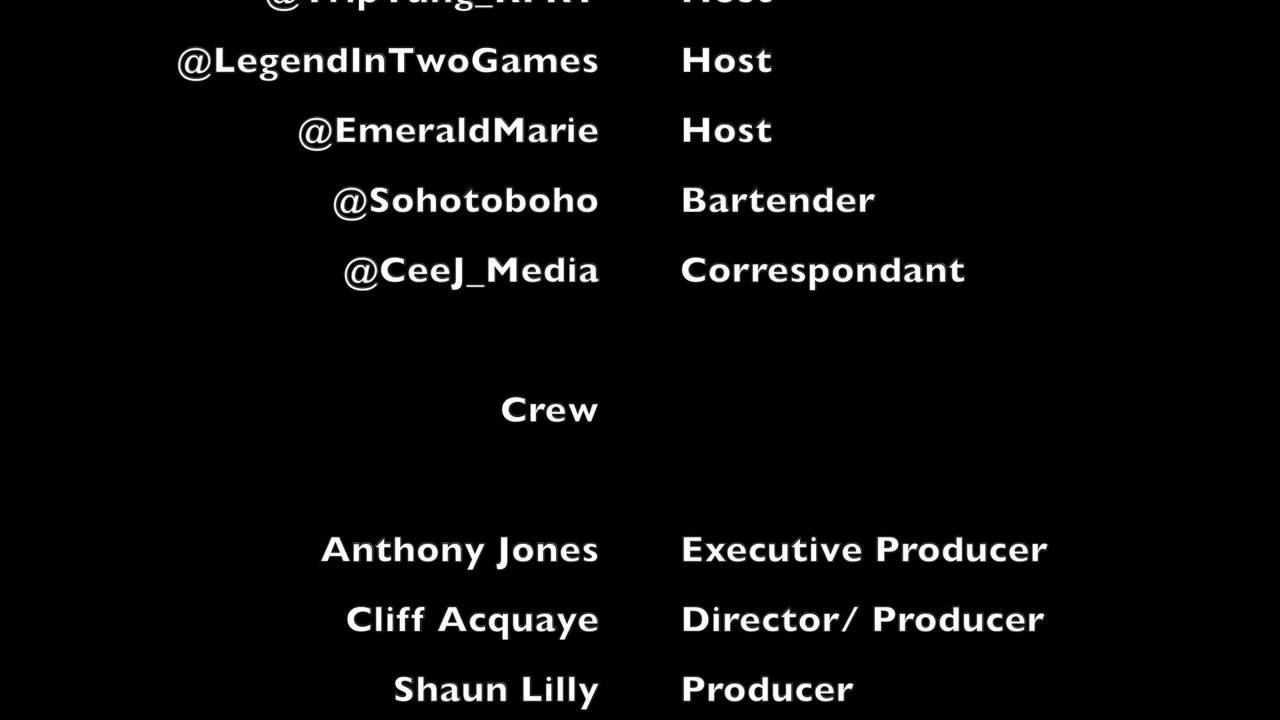 Host
@LegendInTwoGames Host
@EmeraldMarie Host
@Sohotoboho Bartender
@CeeJ_Media Correspondant
Crew
Anthony Jones Executive Producer
Cliff Acquaye Director/ Producer
Shaun Lilly Producer